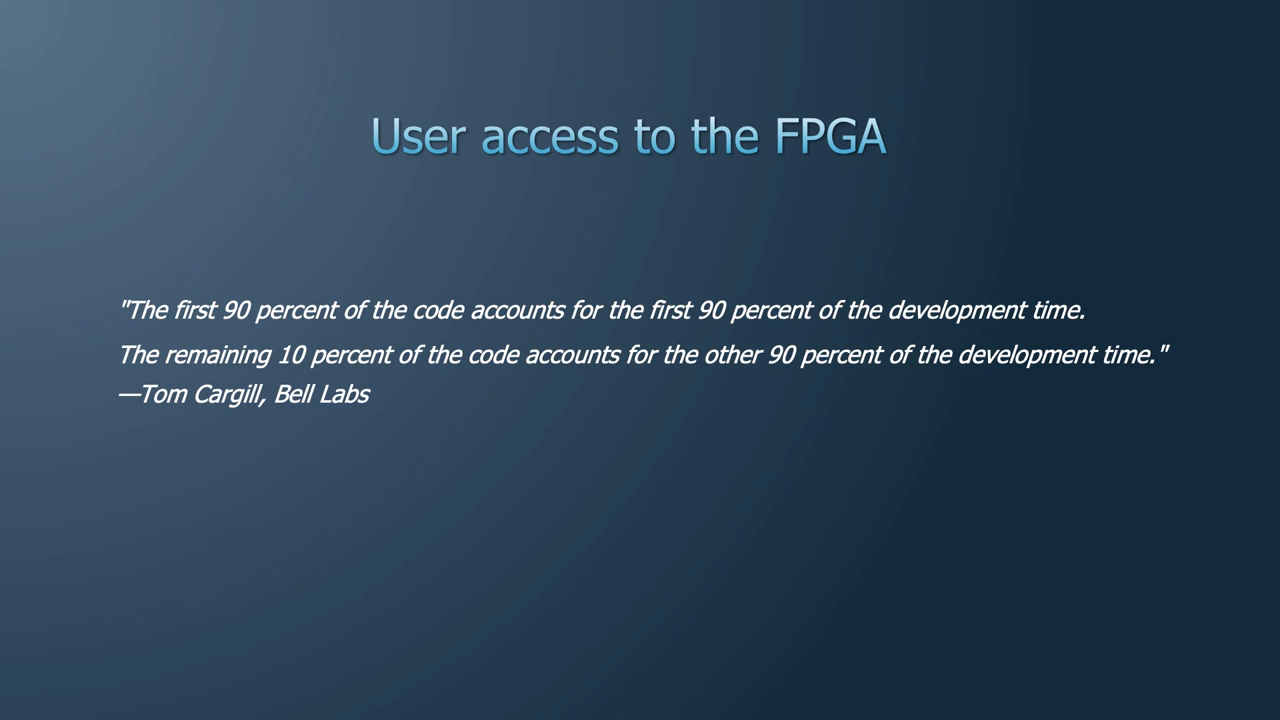 User access to the FPGA
"The first 90 percent of the code accounts for the first 90 percent of the development time.
The remaining 10 percent of the code accounts for the other 90 percent of the development time."
—Tom Cargill, Bell Labs